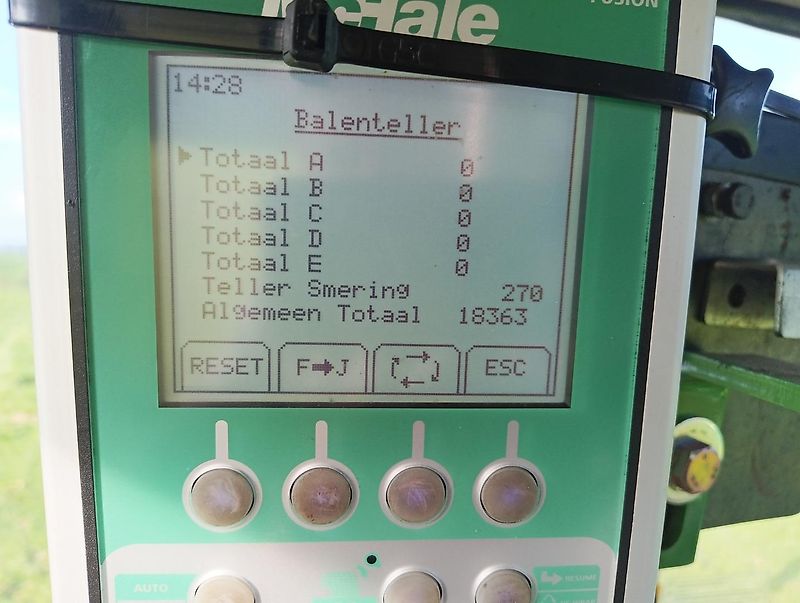 McHale
FUSION
14:28
Balenteller
Totaal A 0
Totaal B 0
Totaal C 0
Totaal D 0
Totaal E 0
Teller Smering 270
Algemeen Totaal 18363
RESET F➡J ESC
AUTO
RESUME